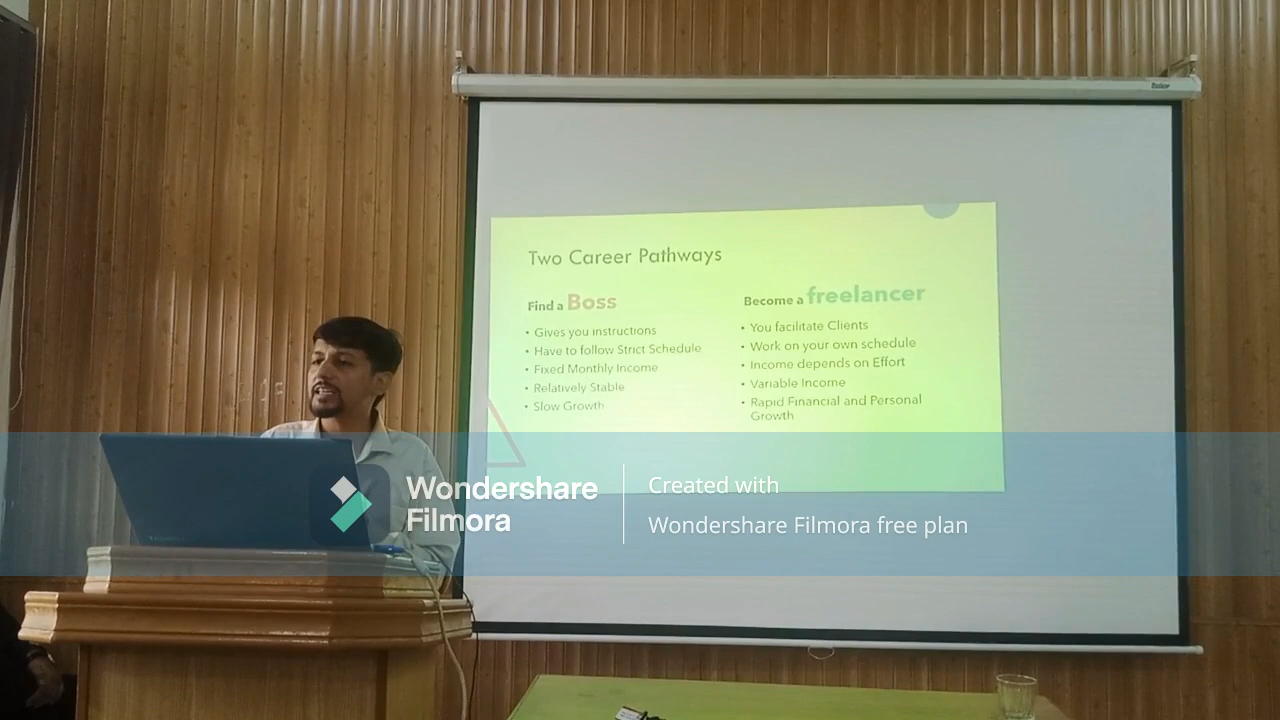 Two Career Pathways
Find a Boss
• Gives you instructions
• Have to follow Strict Schedule
• Fixed Monthly Income
• Relatively Stable
• Slow Growth
Become a freelancer
• You facilitate Clients
• Work on your own schedule
• Income depends on Effort
• Variable Income
• Rapid Financial and Personal
Growth
Wondershare
Filmora
Created with
Wondershare Filmora free plan